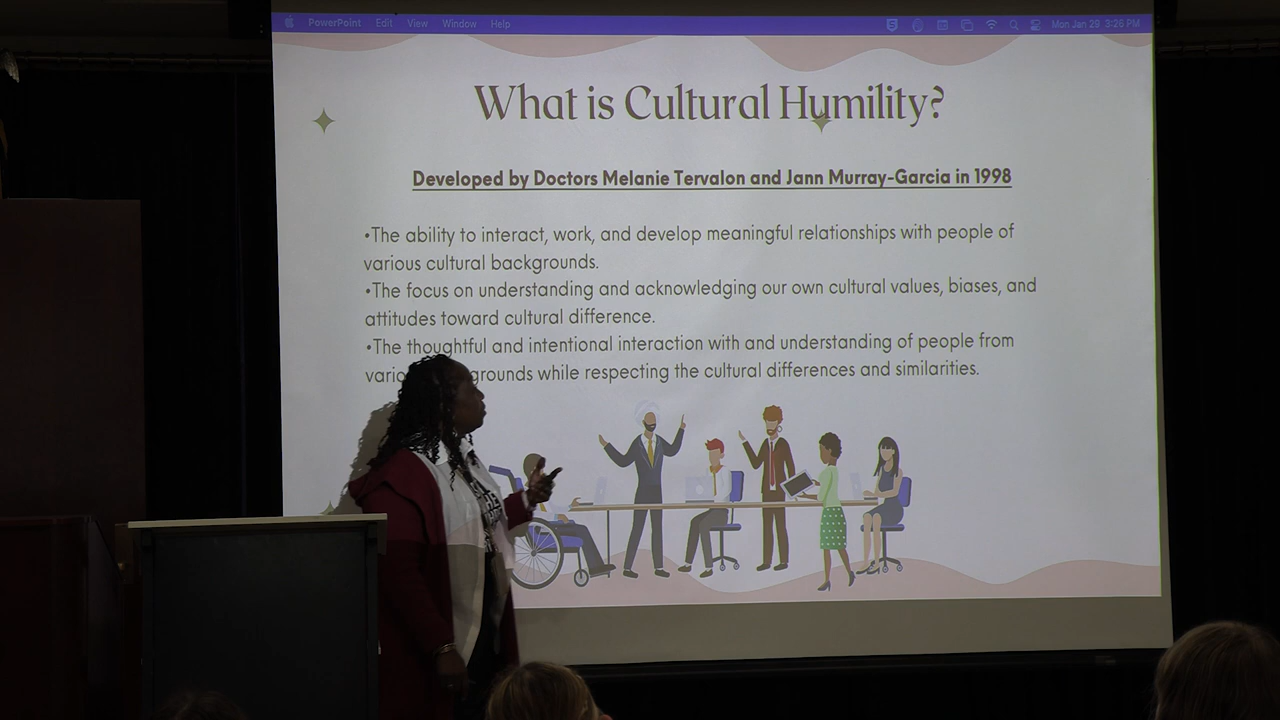 PowerPoint Edit View Window Help Mon Jan 29 3:26 PM
What is Cultural Humility?
Developed by Doctors Melanie Tervalon and Jann Murray-Garcia in 1998
•The ability to interact, work, and develop meaningful relationships with people of
various cultural backgrounds.
•The focus on understanding and acknowledging our own cultural values, biases, and
attitudes toward cultural difference.
•The thoughtful and intentional interaction with and understanding of people from
while respecting the cultural differences and similarities.